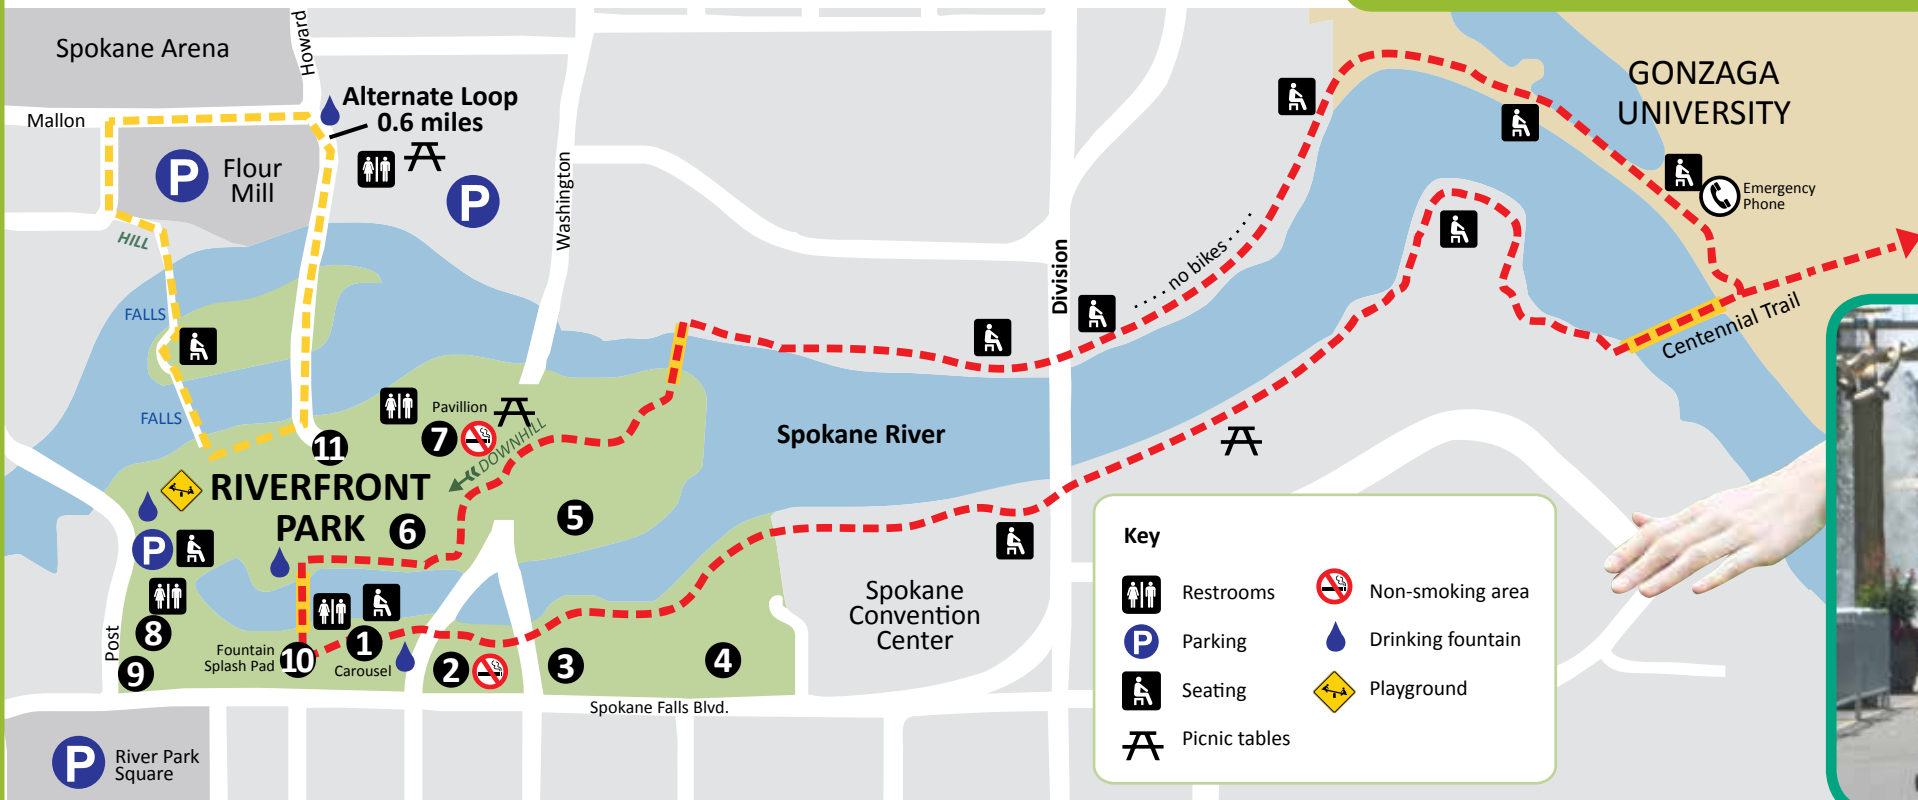 Spokane Arena
Howard
Mallon
Alternate Loop
0.6 miles
P
Flour
Mill
P
HILL
Washington
FALLS
FALLS
GONZAGA
UNIVERSITY
Emergency
Phone
Division
no bikes
Centennial Trail
Pavillion
7
DOWNHILL
11
Spokane River
RIVERFRONT
PARK
6
5
P
8
9
Post
Fountain
Splash Pad
10
1
Carousel
2
3
4
Spokane
Convention
Center
Spokane Falls Blvd.
P
River Park
Square
Key
Restrooms
P
Parking
Seating
Picnic tables
Non-smoking area
Drinking fountain
Playground